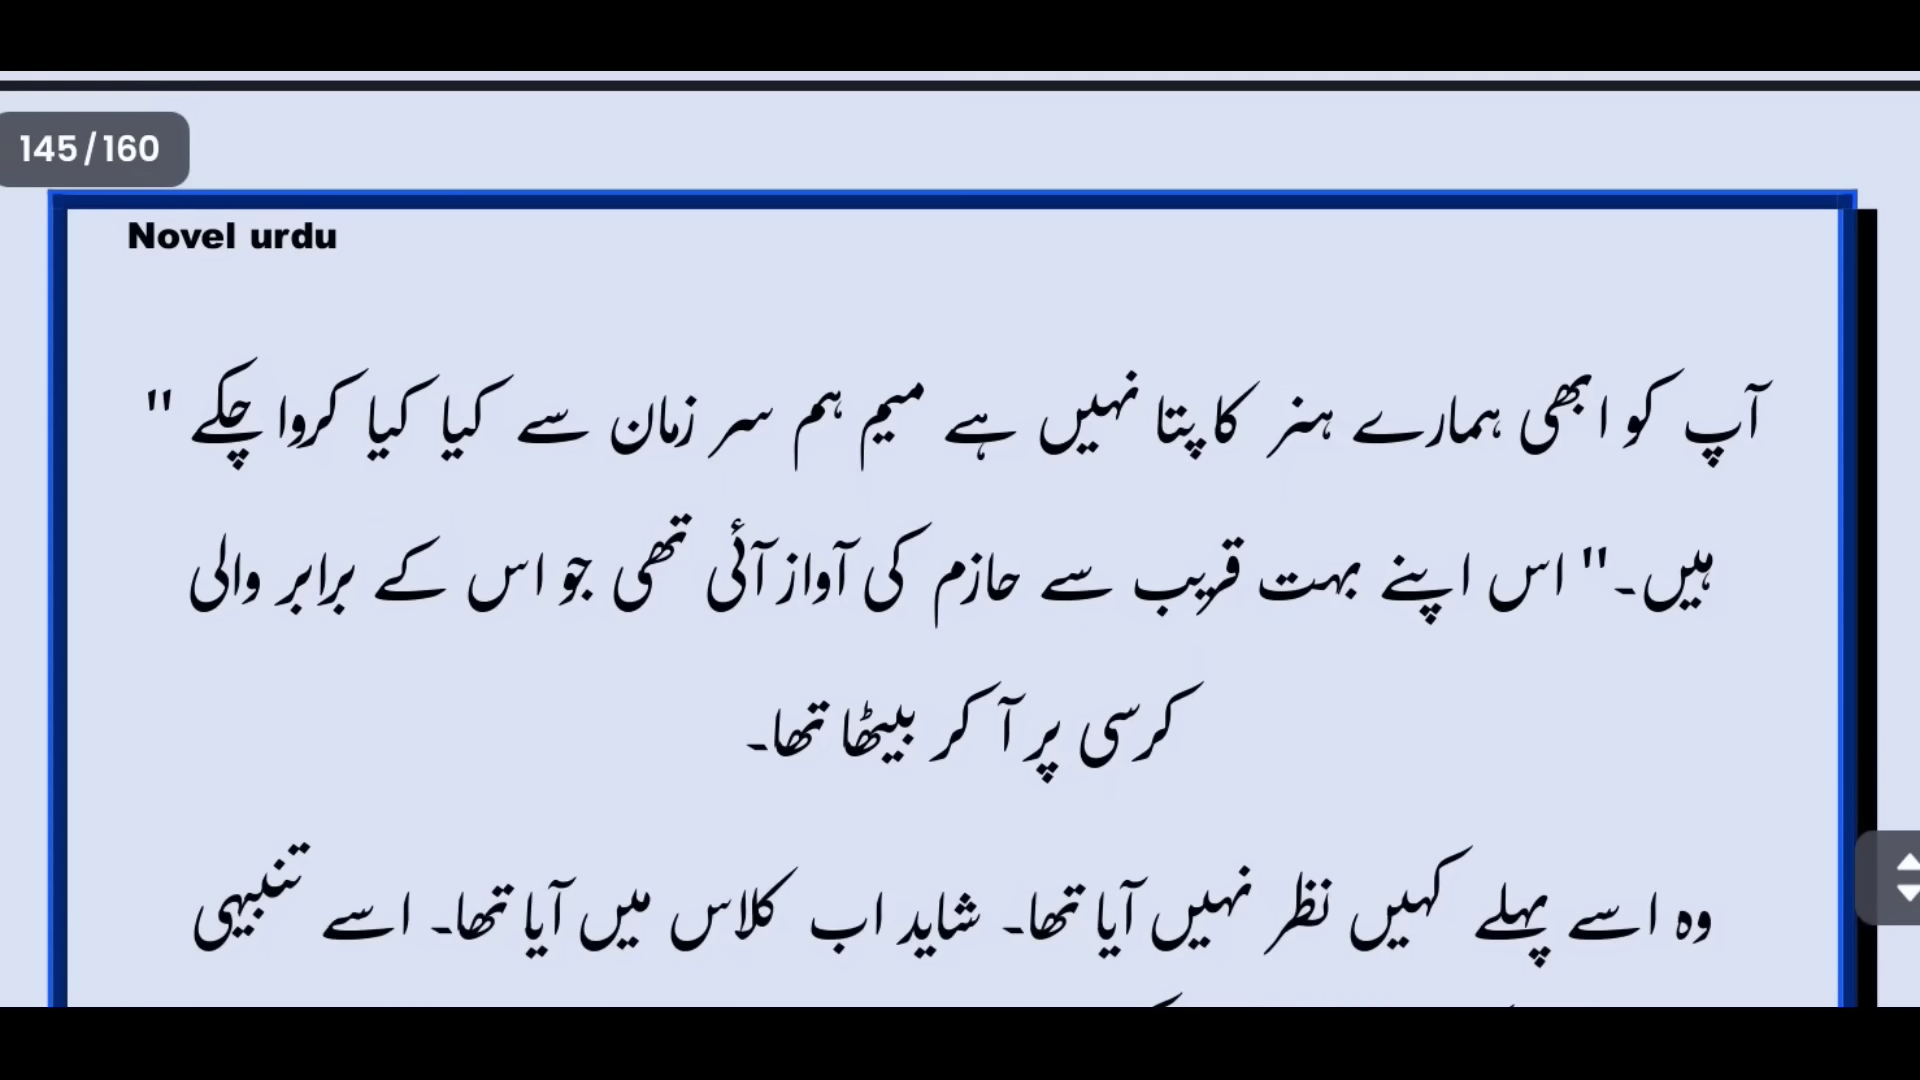 145/160
Novel urdu
آپ کو ابھی ہمارے ہنر کا پتا نہیں ہے میم ہم سر زمان سے کیا کیا کروا چکے "
ہیں۔" اس اپنے بہت قریب سے حازم کی آواز آئی تھی جو اس کے برابر والی
کرسی پر آ کر بیٹھا تھا۔
وہ اسے پہلے کہیں نظر نہیں آیا تھا۔ شاید اب کلاس میں آیا تھا۔ اسے تنبیہی